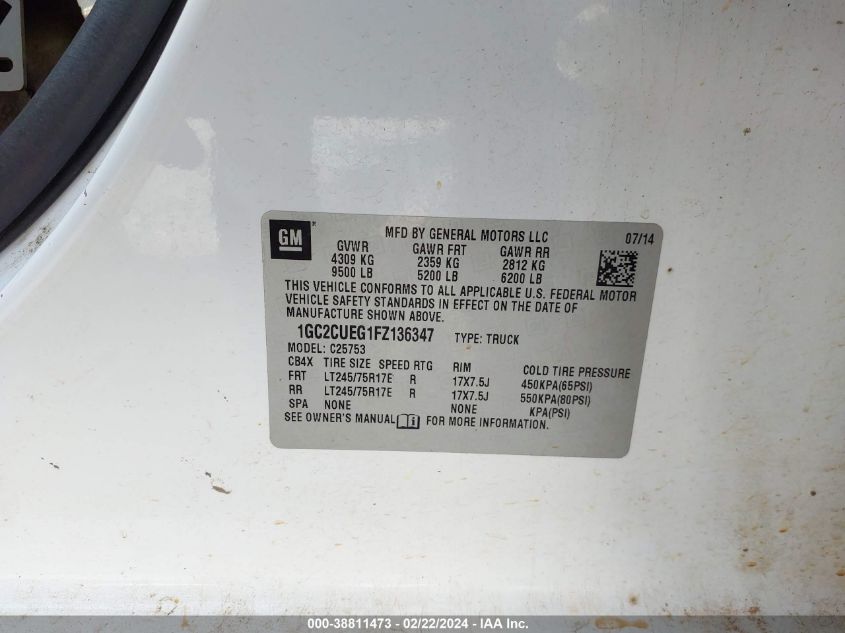 GM
®
MFD BY GENERAL MOTORS LLC 07/14
GVWR GAWR FRT GAWR RR
4309 KG 2359 KG 2812 KG
9500 LB 5200 LB 6200 LB
THIS VEHICLE CONFORMS TO ALL APPLICABLE U.S. FEDERAL MOTOR
VEHICLE SAFETY STANDARDS IN EFFECT ON THE DATE OF
MANUFACTURE SHOWN ABOVE.
1GC2CUEG1FZ136347 TYPE: TRUCK
MODEL: C25753
CB4X TIRE SIZE SPEED RTG RIM COLD TIRE PRESSURE
FRT LT245/75R17E R 17X7.5J 450KPA(65PSI)
RR LT245/75R17E R 17X7.5J 550KPA(80PSI)
SPA NONE NONE KPA(PSI)
SEE OWNER'S MANUAL FOR MORE INFORMATION.
000-38811473 - 02/22/2024 - IAA Inc.